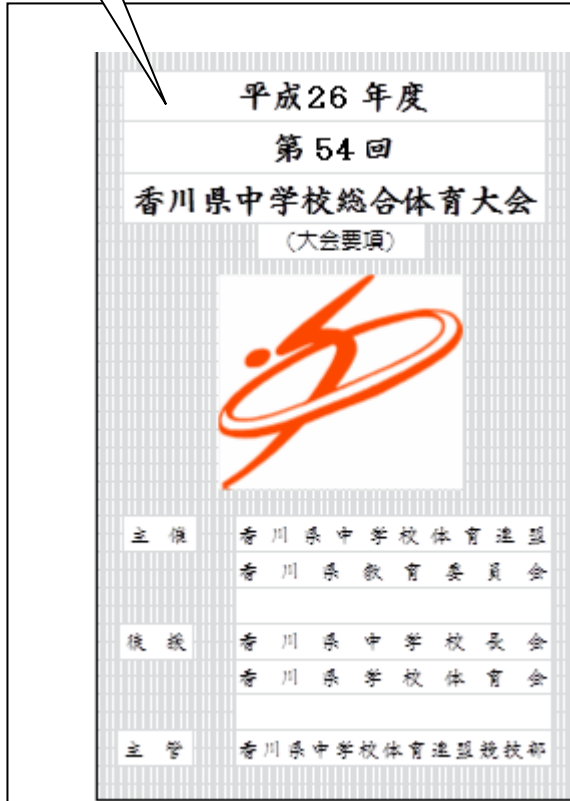 平成26 年度
第 54 回
香川県中学校総合体育大会
(大会要項)
主 催 香川県中学校体育連盟
香川県教育委員会
後 援 香川県中学校長会
香川県学校体育会
主 管 香川県中学校体育連盟競技部